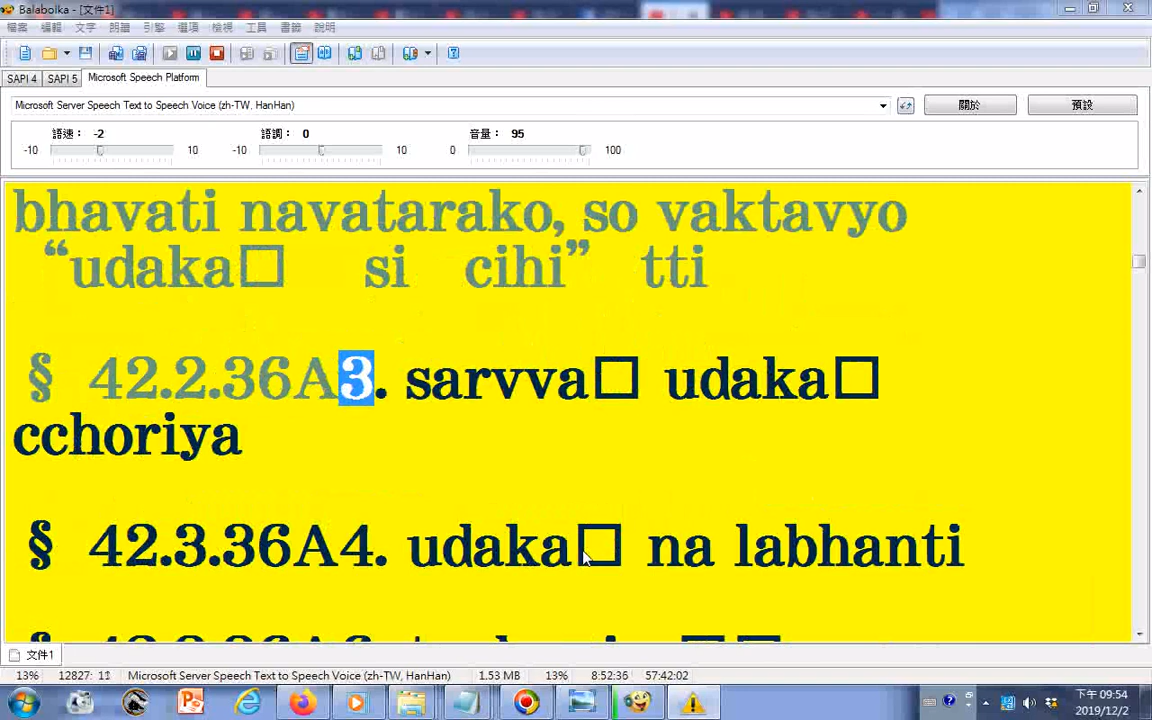 Balabolka - [文件1]
檔案 編輯 文字 朗讀 引擎 選項 檢視 工具 書籤 說明
SAPI 4 SAPI 5 Microsoft Speech Platform
Microsoft Server Speech Text to Speech Voice (zh-TW, HanHan) 關於 預設
語速： -2 語調： 0 音量： 95
-10 10 -10 10 0 100
bhavati navatarako, so vaktavyo
“udaka□ si cihi” tti
§ 42.2.36A3. sarvva□ udaka□
cchoriya
§ 42.3.36A4. udaka□ na labhanti
文件1
13% 12827: 11 Microsoft Server Speech Text to Speech Voice (zh-TW, HanHan) 1.53 MB 13% 8:52:36 57:42:02
下午 09:54
2019/12/2